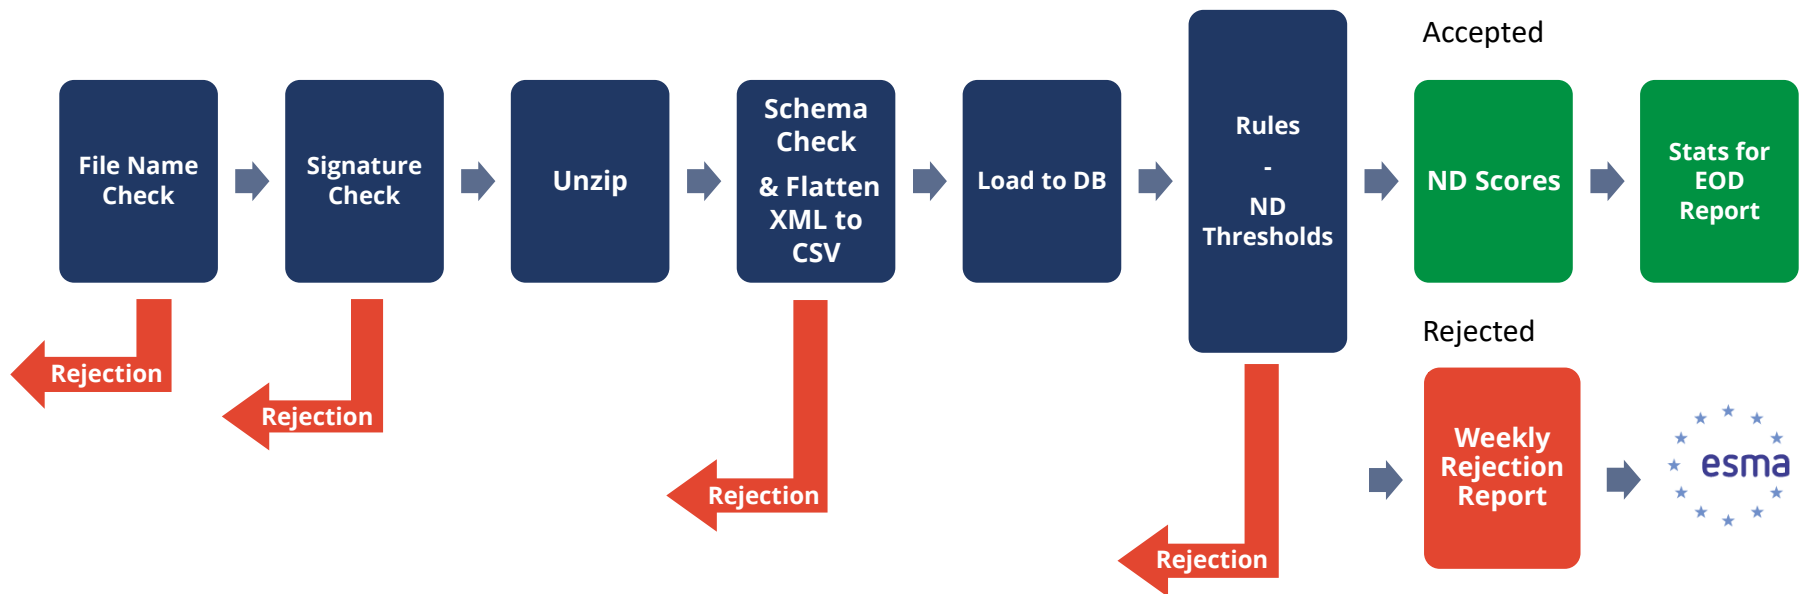 File Name
Check
Signature
Check
Unzip
Schema
Check
& Flatten
XML to
CSV
Load to DB
Rules
-
ND
Thresholds
Accepted
ND Scores
Stats for
EOD
Report
Rejection
Rejection
Rejection
Rejection
Rejected
Weekly
Rejection
Report
esma